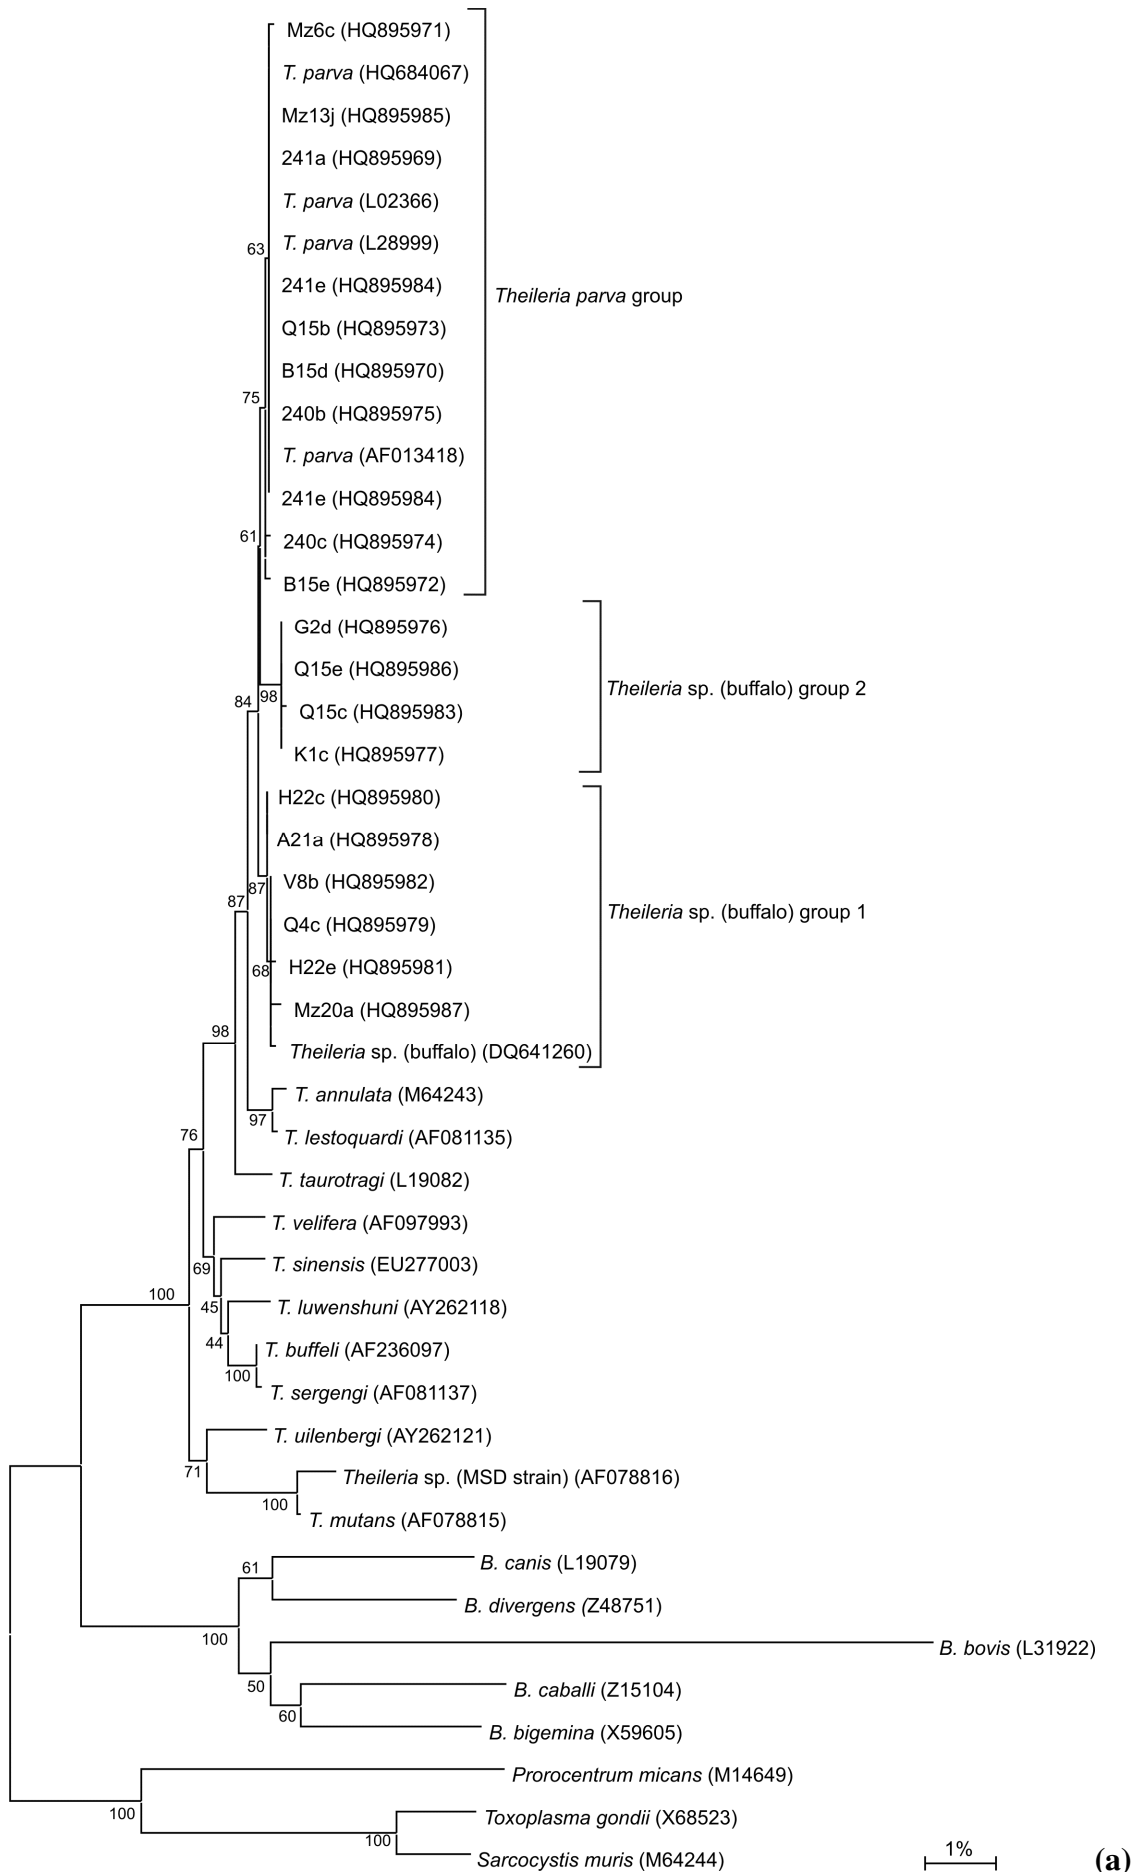 Mz6c (HQ895971)
T. parva (HQ684067)
Mz13j (HQ895985)
241a (HQ895969)
T. parva (L02366)
63
T. parva (L28999)
241e (HQ895984)
Theileria parva group
Q15b (HQ895973)
B15d (HQ895970)
75
240b (HQ895975)
T. parva (AF013418)
241e (HQ895984)
61
240c (HQ895974)
B15e (HQ895972)
G2d (HQ895976)
Q15e (HQ895986)
Theileria sp. (buffalo) group 2
84
98
Q15c (HQ895983)
K1c (HQ895977)
H22c (HQ895980)
A21a (HQ895978)
87
V8b (HQ895982)
87
Theileria sp. (buffalo) group 1
Q4c (HQ895979)
68
H22e (HQ895981)
Mz20a (HQ895987)
98
Theileria sp. (buffalo) (DQ641260)
T. annulata (M64243)
97
76
T. lestoquardi (AF081135)
T. taurotragi (L19082)
T. velifera (AF097993)
69
T. sinensis (EU277003)
100
45
T. luwenshuni (AY262118)
44
T. buffeli (AF236097)
100
T. sergengi (AF081137)
T. uilenbergi (AY262121)
71
Theileria sp. (MSD strain) (AF078816)
100
T. mutans (AF078815)
61
B. canis (L19079)
B. divergens (Z48751)
100
B. bovis (L31922)
50
B. caballi (Z15104)
60
B. bigemina (X59605)
Prorocentrum micans (M14649)
100
Toxoplasma gondii (X68523)
100
Sarcocystis muris (M64244)
1%
(a)